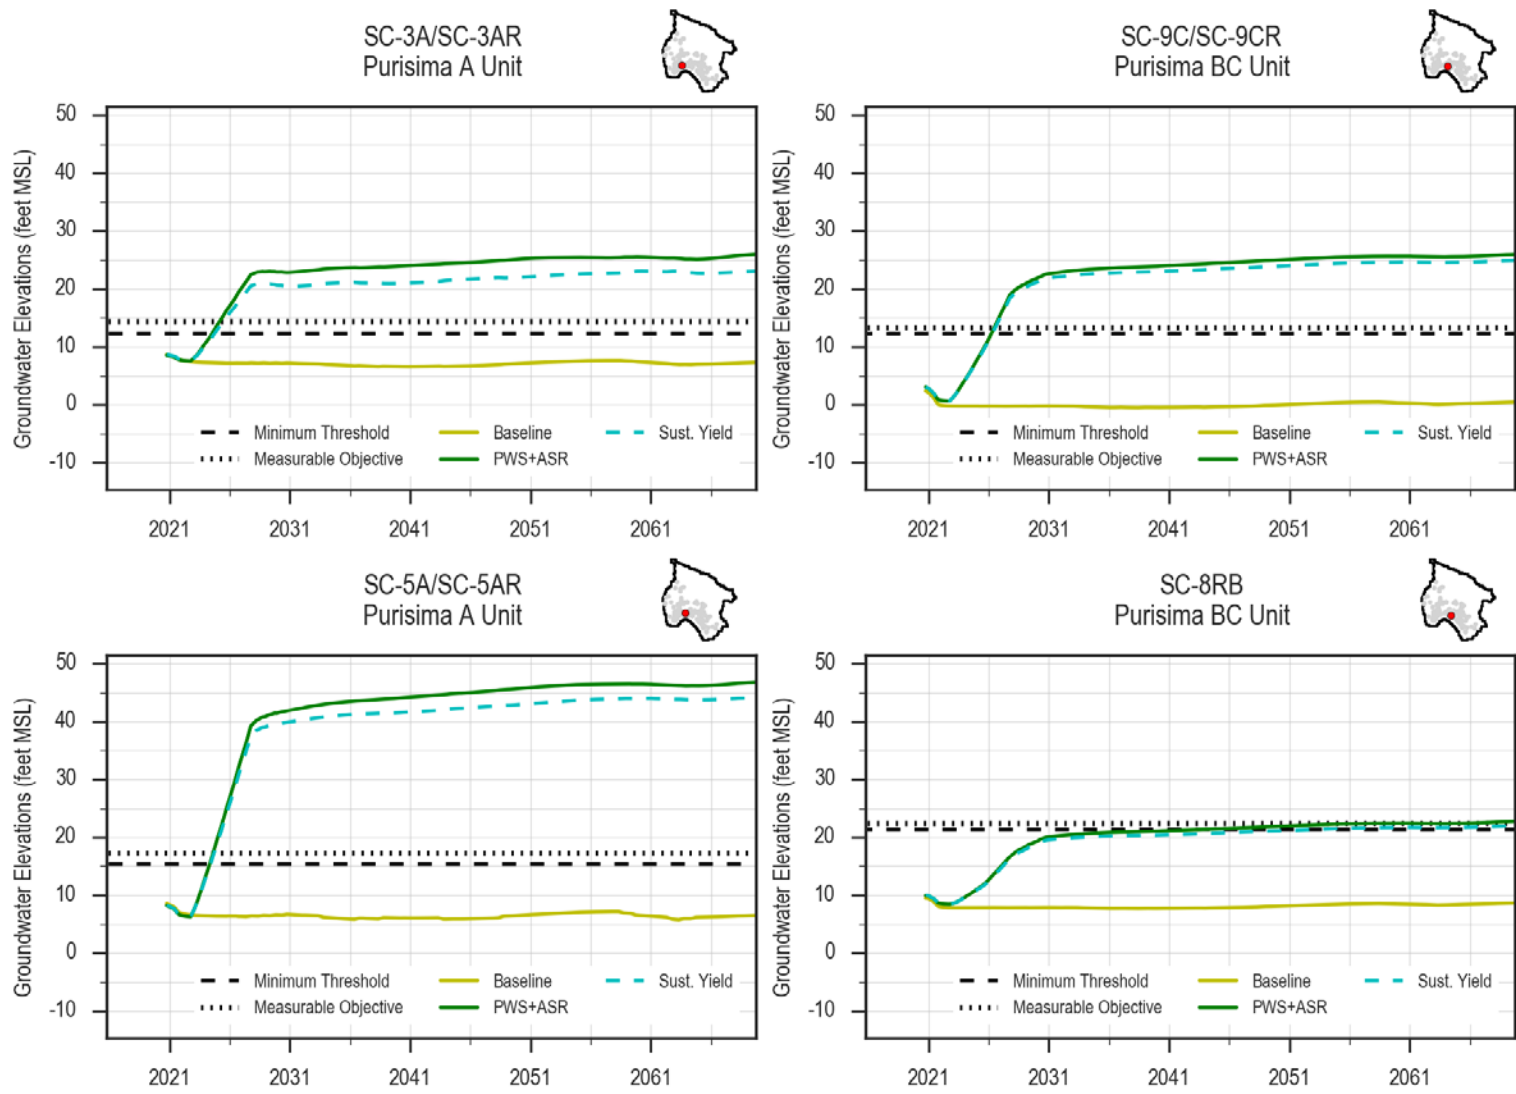 SC-3A/SC-3AR
Purisima A Unit
Groundwater Elevations (feet MSL)
50
40
30
20
10
0
-10
Minimum Threshold
Measurable Objective
Baseline
PWS+ASR
Sust. Yield
2021
2031
2041
2051
2061
SC-9C/SC-9CR
Purisima BC Unit
Groundwater Elevations (feet MSL)
50
40
30
20
10
0
-10
Minimum Threshold
Measurable Objective
Baseline
PWS+ASR
Sust. Yield
2021
2031
2041
2051
2061
SC-5A/SC-5AR
Purisima A Unit
Groundwater Elevations (feet MSL)
50
40
30
20
10
0
-10
Minimum Threshold
Measurable Objective
Baseline
PWS+ASR
Sust. Yield
2021
2031
2041
2051
2061
SC-8RB
Purisima BC Unit
Groundwater Elevations (feet MSL)
50
40
30
20
10
0
-10
Minimum Threshold
Measurable Objective
Baseline
PWS+ASR
Sust. Yield
2021
2031
2041
2051
2061